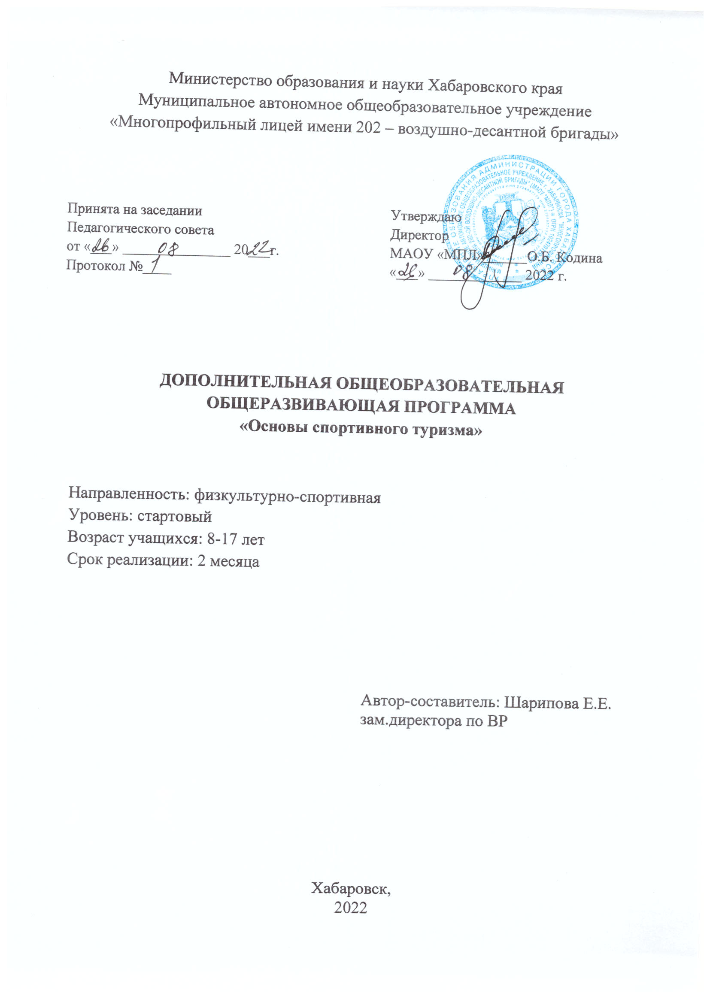 Министерство образования и науки Хабаровского края
Муниципальное автономное общеобразовательное учреждение
«Многопрофильный лицей имени 202 – воздушно-десантной бригады»
Принята на заседании
Педагогического совета
от «26» 08 2022г.
Протокол № 1
Утверждаю
Директор
МАОУ «МПЛ» О.Б. Кодина
«26» 08 2022 г.
ДОПОЛНИТЕЛЬНАЯ ОБЩЕОБРАЗОВАТЕЛЬНАЯ
ОБЩЕРАЗВИВАЮЩАЯ ПРОГРАММА
«Основы спортивного туризма»
Направленность: физкультурно-спортивная
Уровень: стартовый
Возраст учащихся: 8-17 лет
Срок реализации: 2 месяца
Автор-составитель: Шарипова Е.Е.
зам.директора по ВР
Хабаровск,
2022